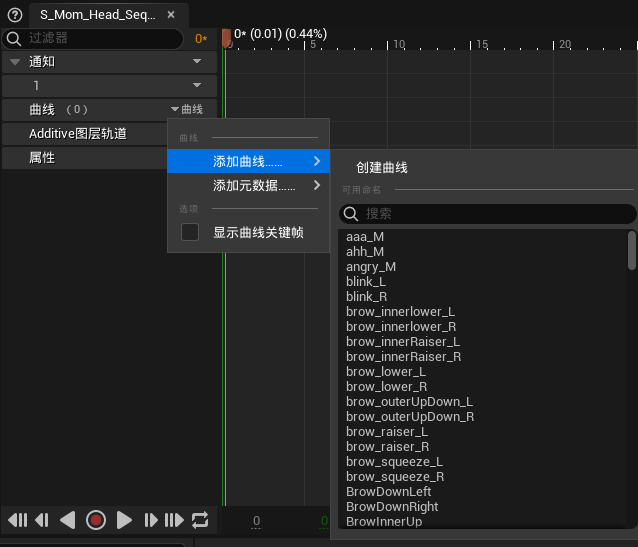 S_Mom_Head_Seq...
过滤器 0*
0* (0.01) (0.44%)
0 5 10 15 20
通知
1
曲线 （0） 曲线
Additive图层轨道
属性
曲线
添加曲线......
添加元数据......
选项
显示曲线关键帧
创建曲线
可用命名
搜索
aaa_M
ahh_M
angry_M
blink_L
blink_R
brow_innerlower_L
brow_innerlower_R
brow_innerRaiser_L
brow_innerRaiser_R
brow_lower_L
brow_lower_R
brow_outerUpDown_L
brow_outerUpDown_R
brow_raiser_L
brow_raiser_R
brow_squeeze_L
brow_squeeze_R
BrowDownLeft
BrowDownRight
BrowInnerUp
0 0